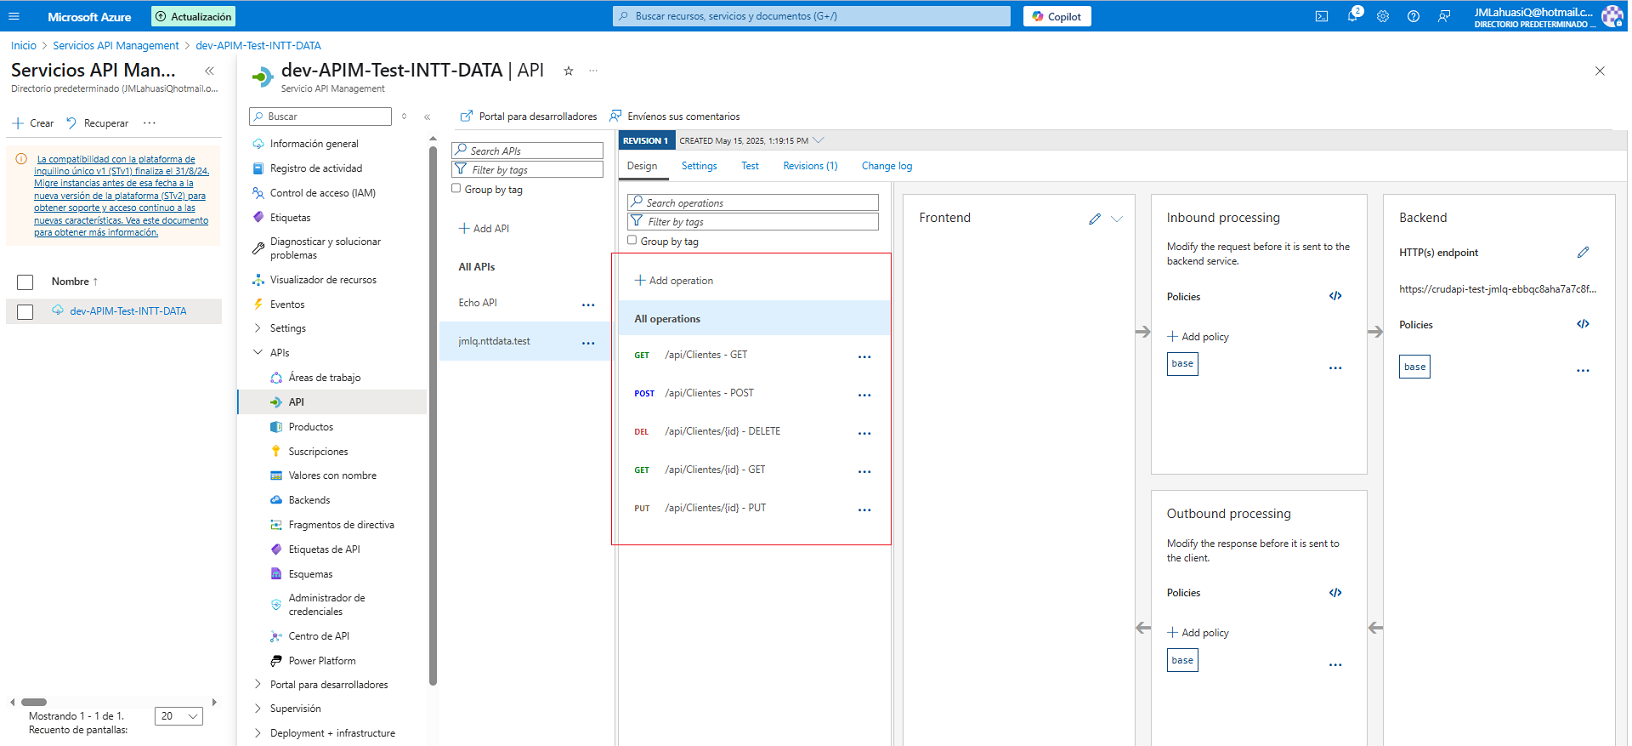 Microsoft Azure
Actualización
Buscar recursos, servicios y documentos (G+/)
Copilot
2
JMLahuasiQ@hotmail.c...
DIRECTORIO PREDETERMINADO ...
Inicio > Servicios API Management > dev-APIM-Test-INTT-DATA
Servicios API Man...
Directorio predeterminado (JMLahuasiQhotmail.o...
Crear
Recuperar
La compatibilidad con la plataforma de
inquilino único v1 (STv1) finaliza el 31/8/24.
Migre instancias antes de esa fecha a la
nueva versión de la plataforma (STv2) para
obtener soporte y acceso continuo a las
nuevas características. Vea este documento
para obtener más información.
Nombre ↑
dev-APIM-Test-INTT-DATA
Mostrando 1 - 1 de 1.
Recuento de pantallas:
20
dev-APIM-Test-INTT-DATA | API
Servicio API Management
Buscar
Información general
Registro de actividad
Control de acceso (IAM)
Etiquetas
Diagnosticar y solucionar
problemas
Visualizador de recursos
Eventos
Settings
APIs
Áreas de trabajo
API
Productos
Suscripciones
Valores con nombre
Backends
Fragmentos de directiva
Etiquetas de API
Esquemas
Administrador de
credenciales
Centro de API
Power Platform
Portal para desarrolladores
Supervisión
Deployment + infrastructure
Portal para desarrolladores
Envíenos sus comentarios
Search APIs
Filter by tags
Group by tag
Add API
All APIs
Echo API
jmlq.nttdata.test
REVISION 1
CREATED May 15, 2025, 1:19:15 PM
Design
Settings
Test
Revisions (1)
Change log
Search operations
Filter by tags
Group by tag
Add operation
All operations
GET /api/Clientes - GET
POST /api/Clientes - POST
DEL /api/Clientes/{id} - DELETE
GET /api/Clientes/{id} - GET
PUT /api/Clientes/{id} - PUT
Frontend
Inbound processing
Modify the request before it is sent to the
backend service.
Policies
</>
Add policy
base
Outbound processing
Modify the response before it is sent to
the client.
Policies
</>
Add policy
base
Backend
HTTP(s) endpoint
https://crudapi-test-jmlq-ebbqc8aha7a7c8f...
Policies
</>
base